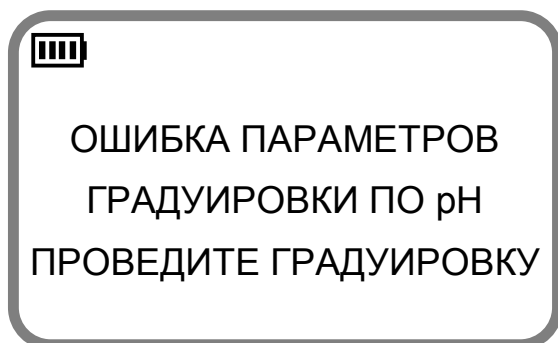 ОШИБКА ПАРАМЕТРОВ
ГРАДУИРОВКИ ПО pH
ПРОВЕДИТЕ ГРАДУИРОВКУ